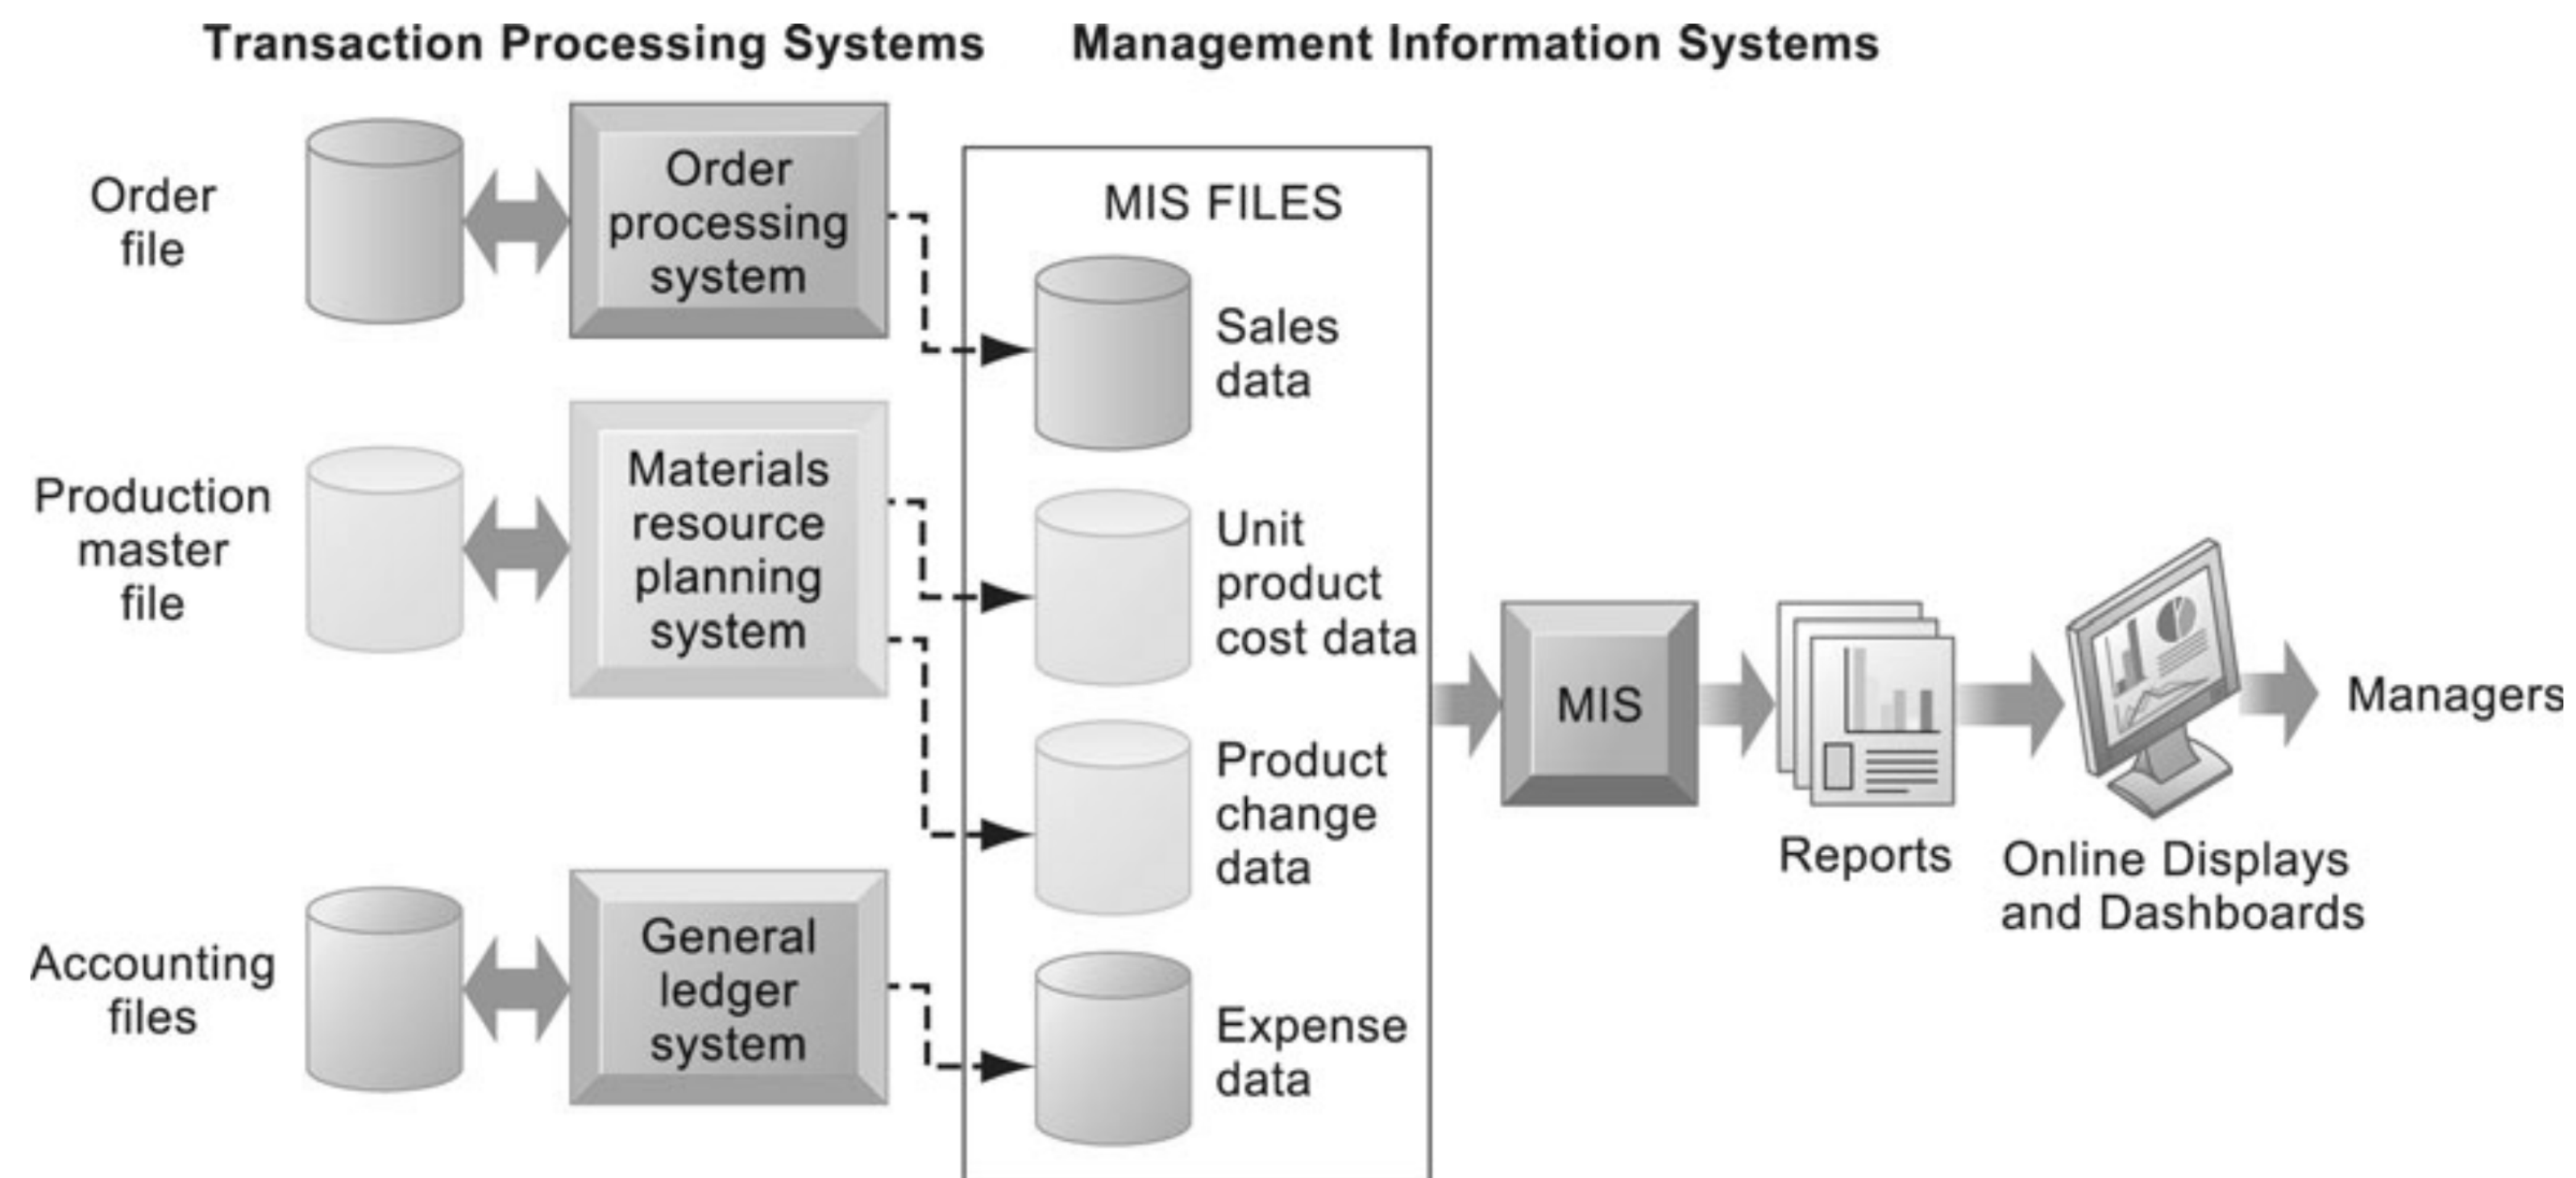 Transaction Processing Systems
Management Information Systems
Order
file
Order
processing
system
MIS FILES
Sales
data
Production
master
file
Materials
resource
planning
system
Unit
product
cost data
Product
change
data
Accounting
files
General
ledger
system
Expense
data
MIS
Reports
Online Displays
and Dashboards
Managers